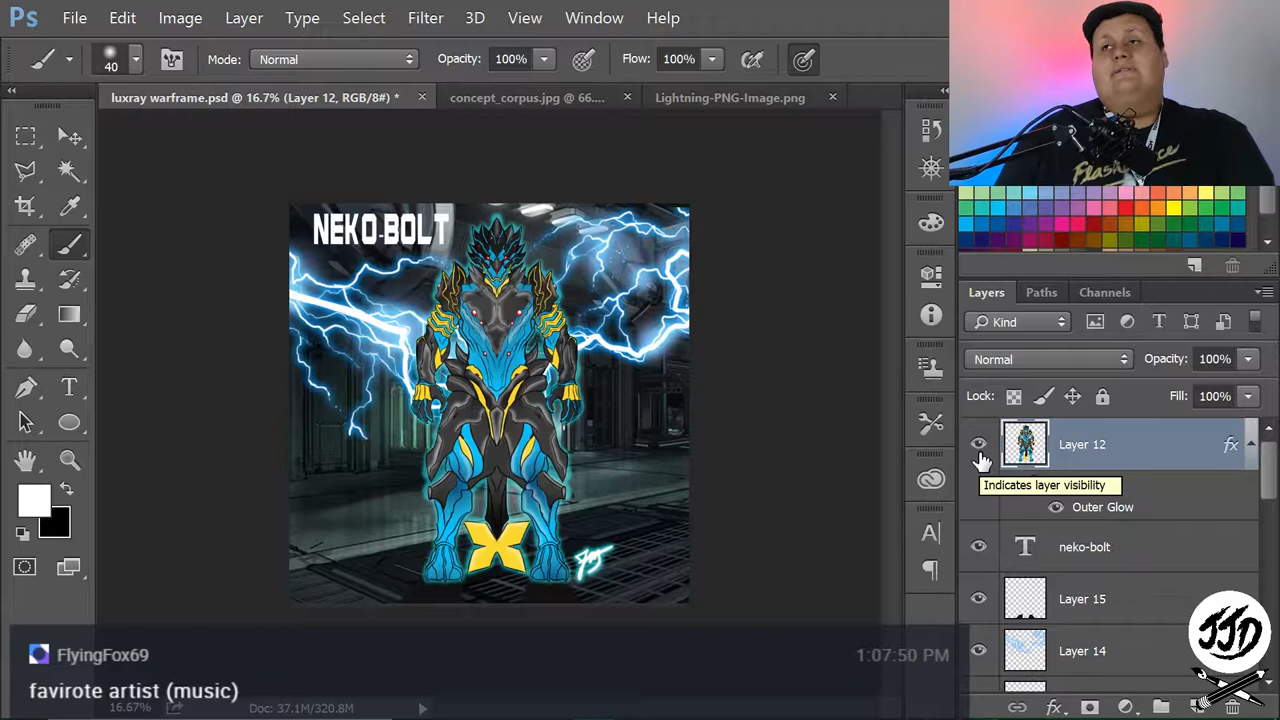 Ps File Edit Image Layer Type Select Filter 3D View Window Help
40 Mode: Normal Opacity: 100% Flow: 100%
luxray warframe.psd @ 16.7% (Layer 12, RGB/8#) * concept_corpus.jpg @ 66.... Lightning-PNG-Image.png
NEKO-BOLT
Layers Paths Channels
Kind
Normal Opacity: 100%
Lock: Fill: 100%
Layer 12 fx
Indicates layer visibility
Outer Glow
T neko-bolt
Layer 15
Layer 14
FlyingFox69 1:07:50 PM
favirote artist (music)
16.67% Doc: 37.1M/320.8M
JJD